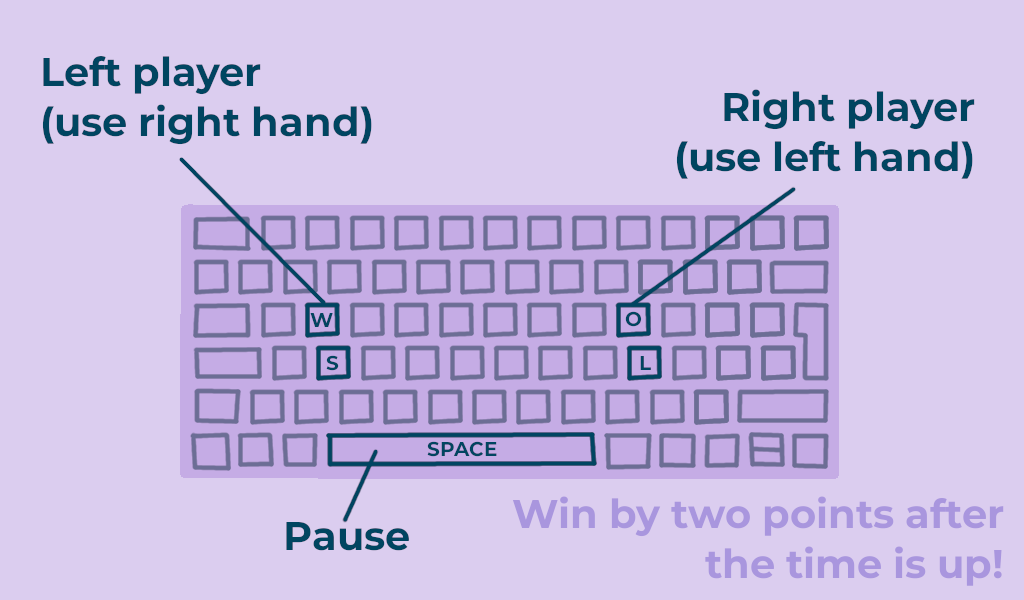 Left player
(use right hand)
Right player
(use left hand)
W
O
S
L
SPACE
Pause
Win by two points after
the time is up!